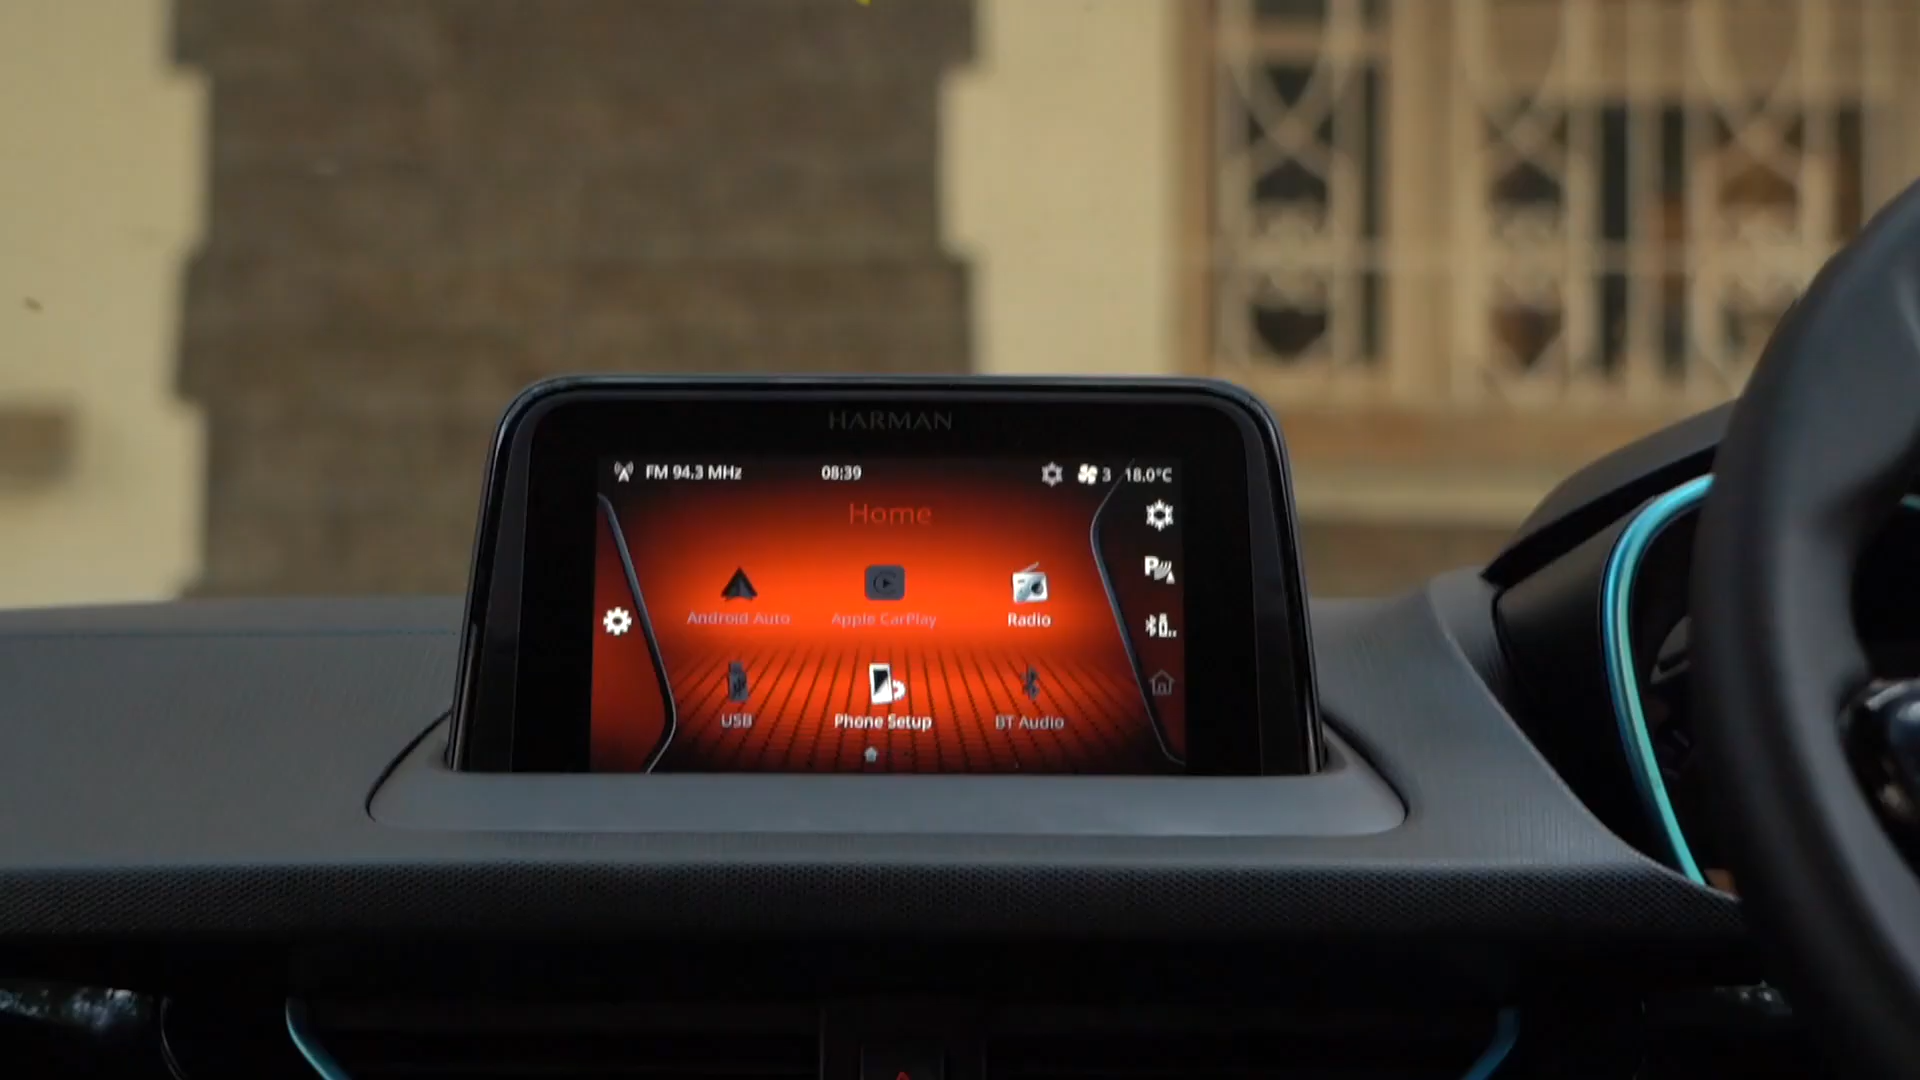 HARMAN
FM 94.3 MHz 08:39 3 18.0°C
Home
Android Auto Apple CarPlay Radio
USB Phone Setup BT Audio